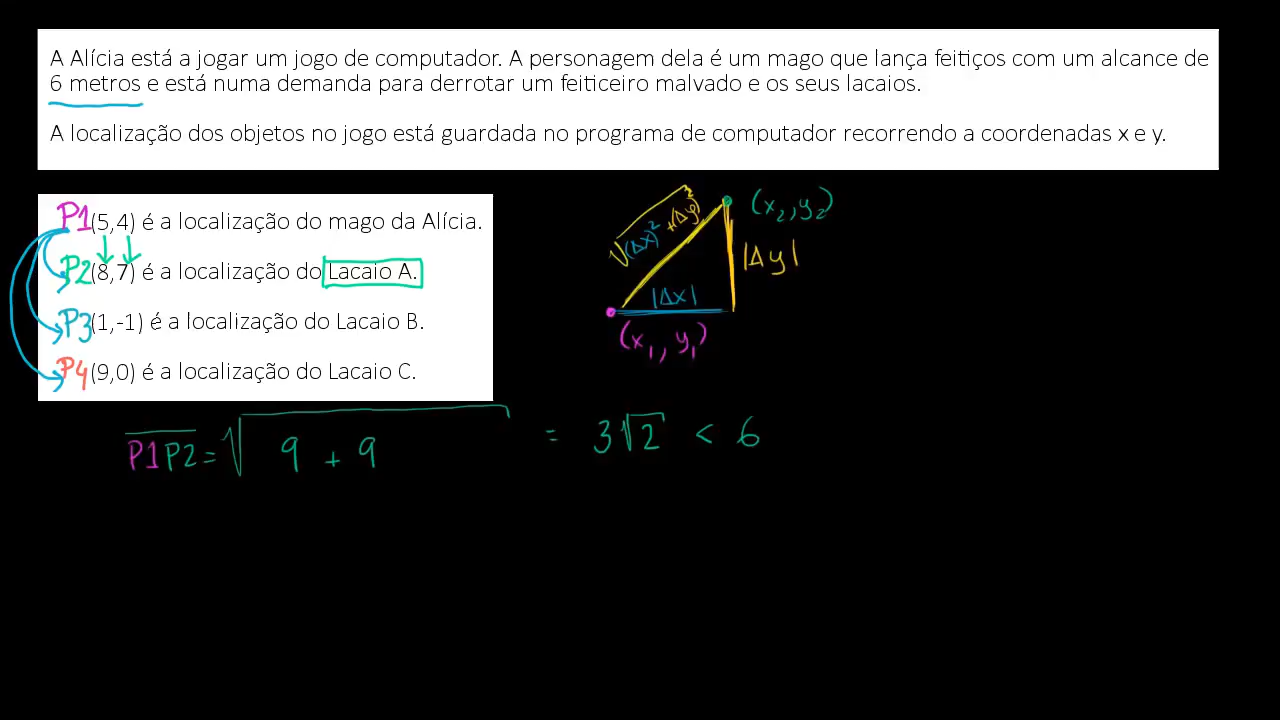 A Alícia está a jogar um jogo de computador. A personagem dela é um mago que lança feitiços com um alcance de
6 metros e está numa demanda para derrotar um feiticeiro malvado e os seus lacaios.
A localização dos objetos no jogo está guardada no programa de computador recorrendo a coordenadas x e y.
P1(5,4) é a localização do mago da Alícia.
P2(8,7) é a localização do Lacaio A.
P3(1,-1) é a localização do Lacaio B.
P4(9,0) é a localização do Lacaio C.
(x₂,y₂)
√(Δx)²+(Δy)²
|Δy|
|Δx|
(x₁,y₁)
P1P2=√9+9 = 3√2 < 6